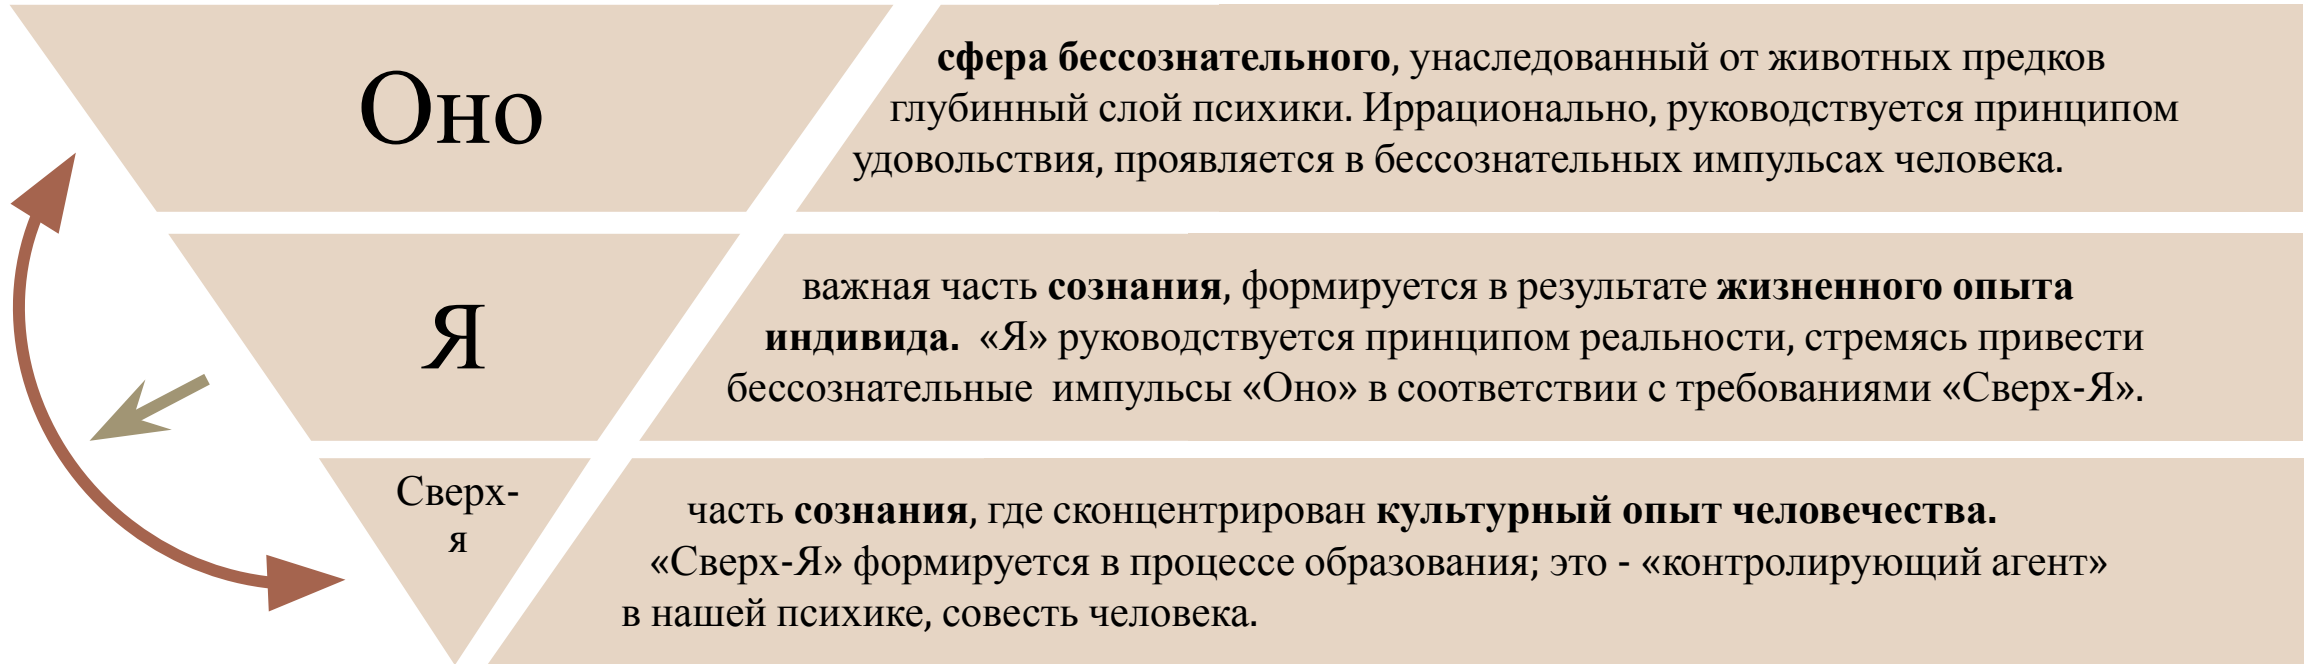 Оно
сфера бессознательного, унаследованный от животных предков
глубинный слой психики. Иррационально, руководствуется принципом
удовольствия, проявляется в бессознательных импульсах человека.
Я
важная часть сознания, формируется в результате жизненного опыта
индивида. «Я» руководствуется принципом реальности, стремясь привести
бессознательные импульсы «Оно» в соответствии с требованиями «Сверх-Я».
Сверх-
я
часть сознания, где сконцентрирован культурный опыт человечества.
«Сверх-Я» формируется в процессе образования; это - «контролирующий агент»
в нашей психике, совесть человека.